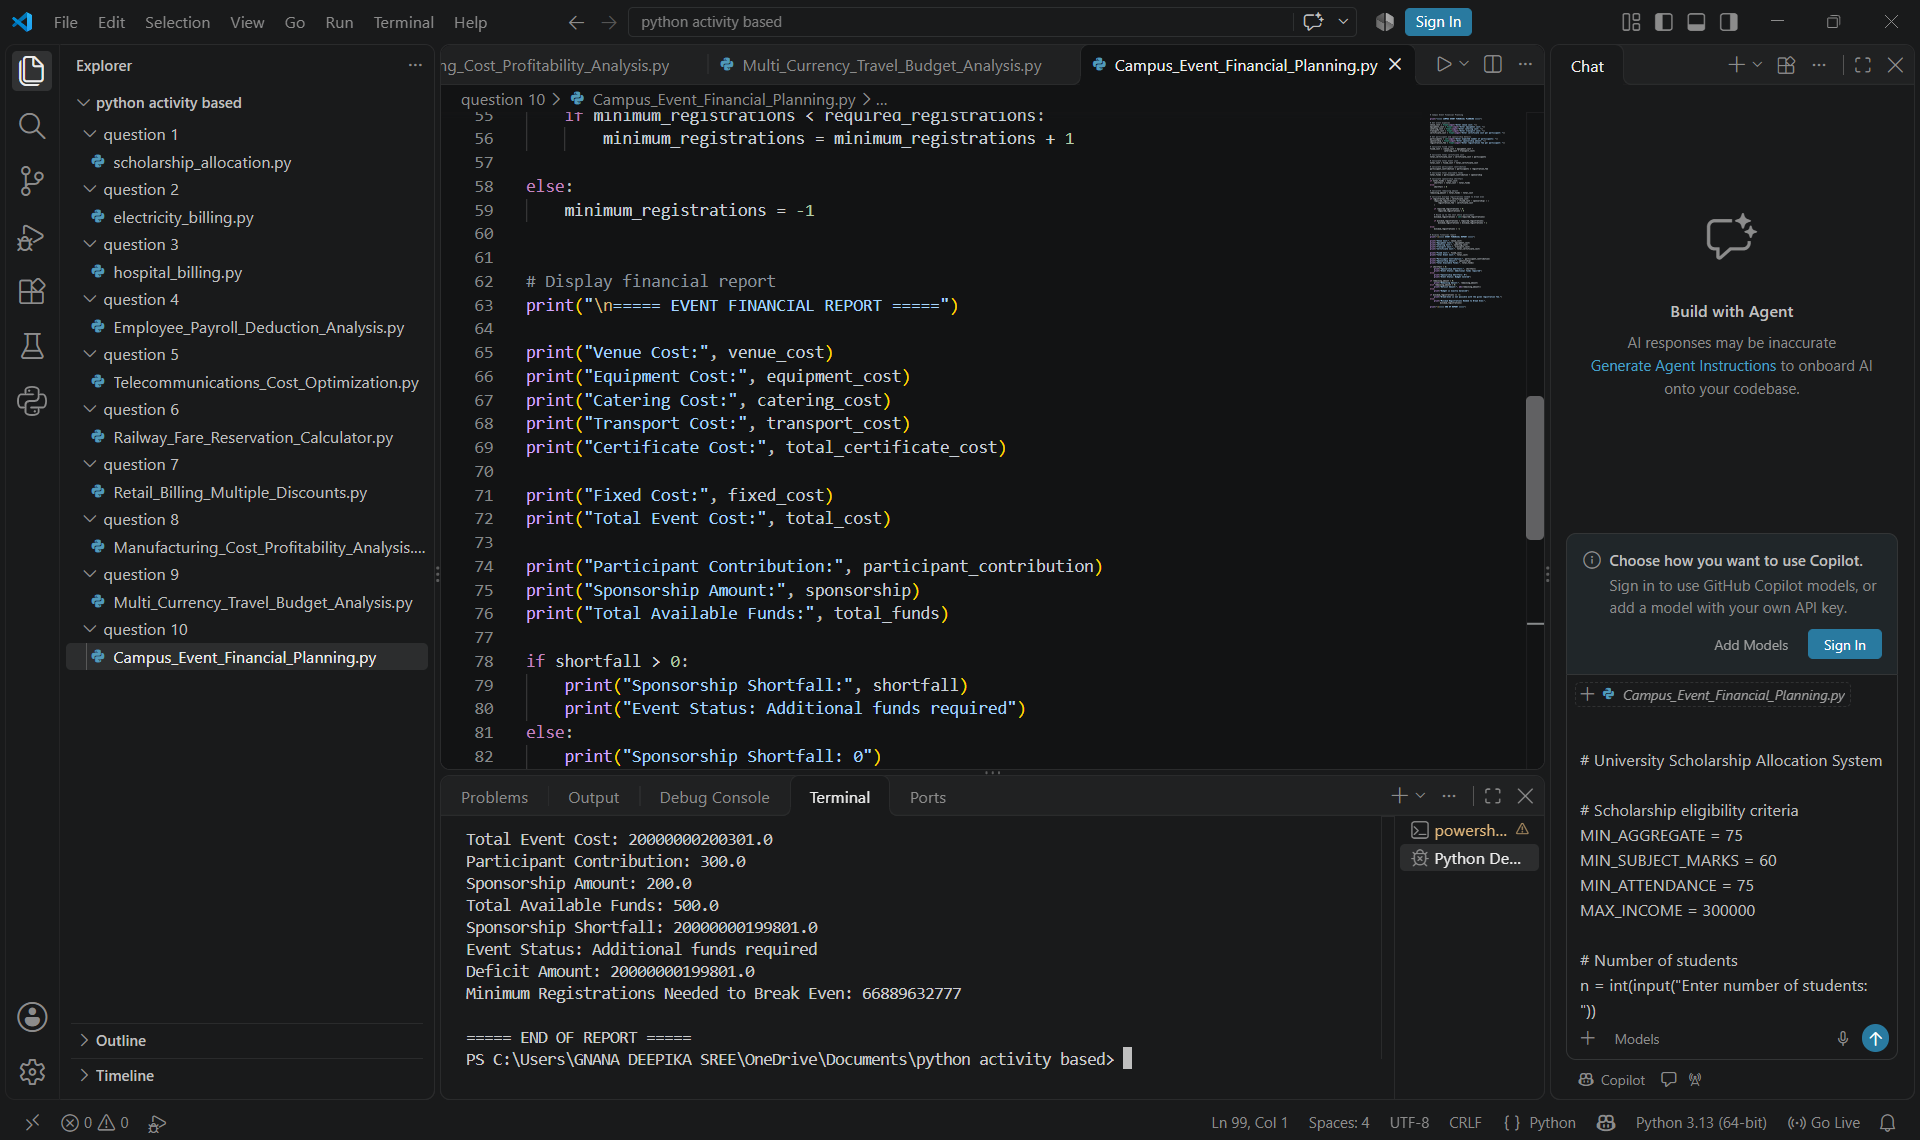 File Edit Selection View Go Run Terminal Help
python activity based
Sign In
Explorer
python activity based
question 1
scholarship_allocation.py
question 2
electricity_billing.py
question 3
hospital_billing.py
question 4
Employee_Payroll_Deduction_Analysis.py
question 5
Telecommunications_Cost_Optimization.py
question 6
Railway_Fare_Reservation_Calculator.py
question 7
Retail_Billing_Multiple_Discounts.py
question 8
Manufacturing_Cost_Profitability_Analysis....
question 9
Multi_Currency_Travel_Budget_Analysis.py
question 10
Campus_Event_Financial_Planning.py
Outline
Timeline
ng_Cost_Profitability_Analysis.py
Multi_Currency_Travel_Budget_Analysis.py
Campus_Event_Financial_Planning.py
question 10 > Campus_Event_Financial_Planning.py > ...
55 if minimum_registrations < required_registrations:
56 minimum_registrations = minimum_registrations + 1
57
58 else:
59 minimum_registrations = -1
60
61
62 # Display financial report
63 print("\n===== EVENT FINANCIAL REPORT =====")
64
65 print("Venue Cost:", venue_cost)
66 print("Equipment Cost:", equipment_cost)
67 print("Catering Cost:", catering_cost)
68 print("Transport Cost:", transport_cost)
69 print("Certificate Cost:", total_certificate_cost)
70
71 print("Fixed Cost:", fixed_cost)
72 print("Total Event Cost:", total_cost)
73
74 print("Participant Contribution:", participant_contribution)
75 print("Sponsorship Amount:", sponsorship)
76 print("Total Available Funds:", total_funds)
77
78 if shortfall > 0:
79 print("Sponsorship Shortfall:", shortfall)
80 print("Event Status: Additional funds required")
81 else:
82 print("Sponsorship Shortfall: 0")
Problems Output Debug Console Terminal Ports
Total Event Cost: 20000000200301.0
Participant Contribution: 300.0
Sponsorship Amount: 200.0
Total Available Funds: 500.0
Sponsorship Shortfall: 20000000199801.0
Event Status: Additional funds required
Deficit Amount: 20000000199801.0
Minimum Registrations Needed to Break Even: 66889632777
===== END OF REPORT =====
PS C:\Users\GNANA DEEPIKA SREE\OneDrive\Documents\python activity based>
powersh...
Python De...
Chat
Build with Agent
AI responses may be inaccurate
Generate Agent Instructions to onboard AI
onto your codebase.
Choose how you want to use Copilot.
Sign in to use GitHub Copilot models, or
add a model with your own API key.
Add Models Sign In
Campus_Event_Financial_Planning.py
# University Scholarship Allocation System
# Scholarship eligibility criteria
MIN_AGGREGATE = 75
MIN_SUBJECT_MARKS = 60
MIN_ATTENDANCE = 75
MAX_INCOME = 300000
# Number of students
n = int(input("Enter number of students:
"))
Models
Copilot
0 0
Ln 99, Col 1 Spaces: 4 UTF-8 CRLF { } Python Python 3.13 (64-bit) Go Live